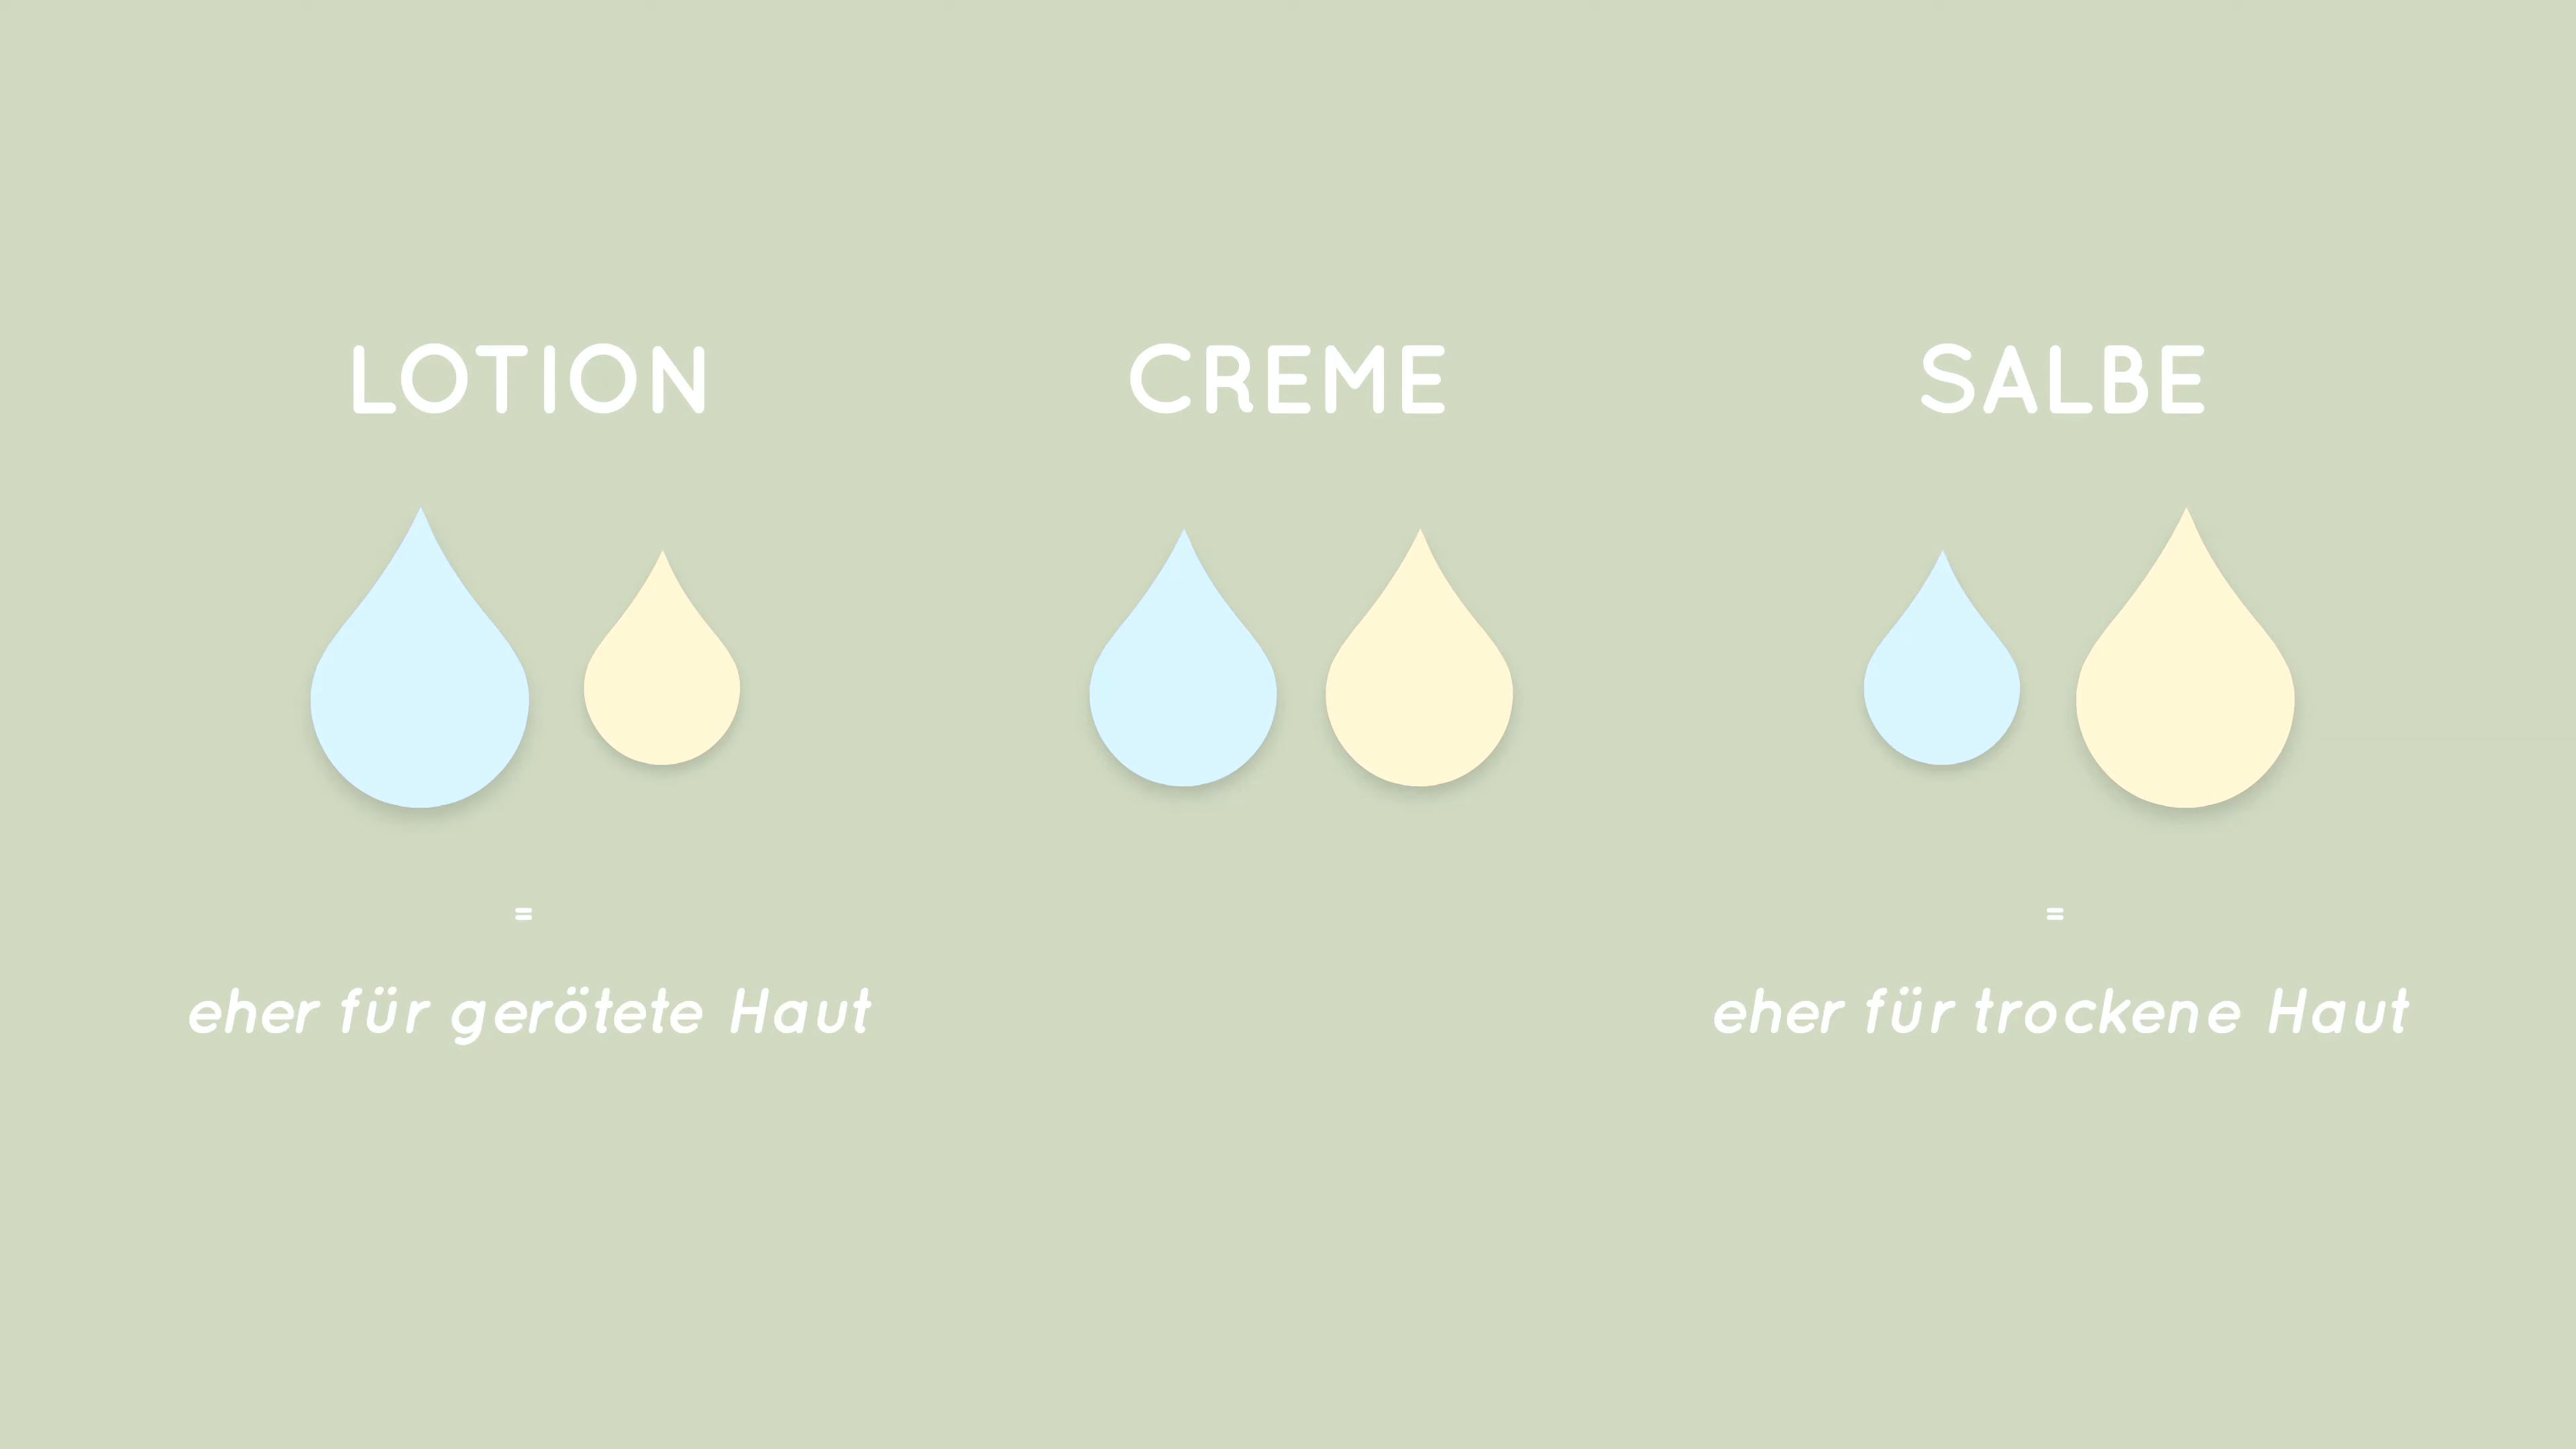 LOTION
CREME
SALBE
=
=
eher für gerötete Haut
eher für trockene Haut